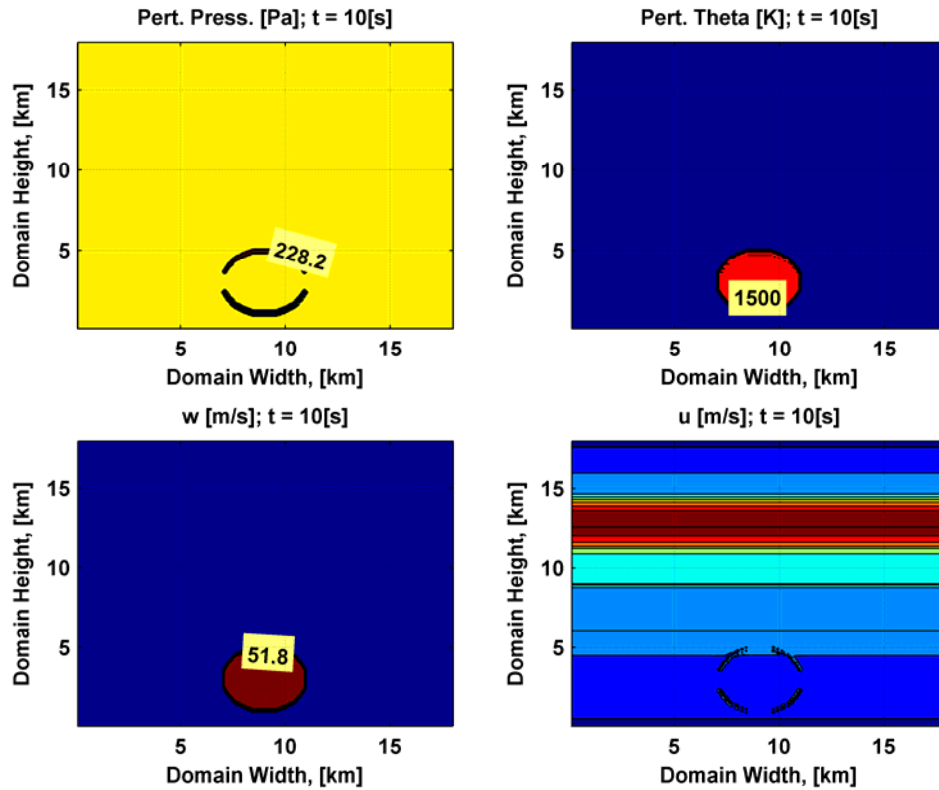 Pert. Press. [Pa]; t = 10[s]
Domain Height, [km]
15
10
5
228.2
5 10 15
Domain Width, [km]
Pert. Theta [K]; t = 10[s]
Domain Height, [km]
15
10
5
1500
5 10 15
Domain Width, [km]
w [m/s]; t = 10[s]
Domain Height, [km]
15
10
5
51.8
5 10 15
Domain Width, [km]
u [m/s]; t = 10[s]
Domain Height, [km]
15
10
5
5 10 15
Domain Width, [km]